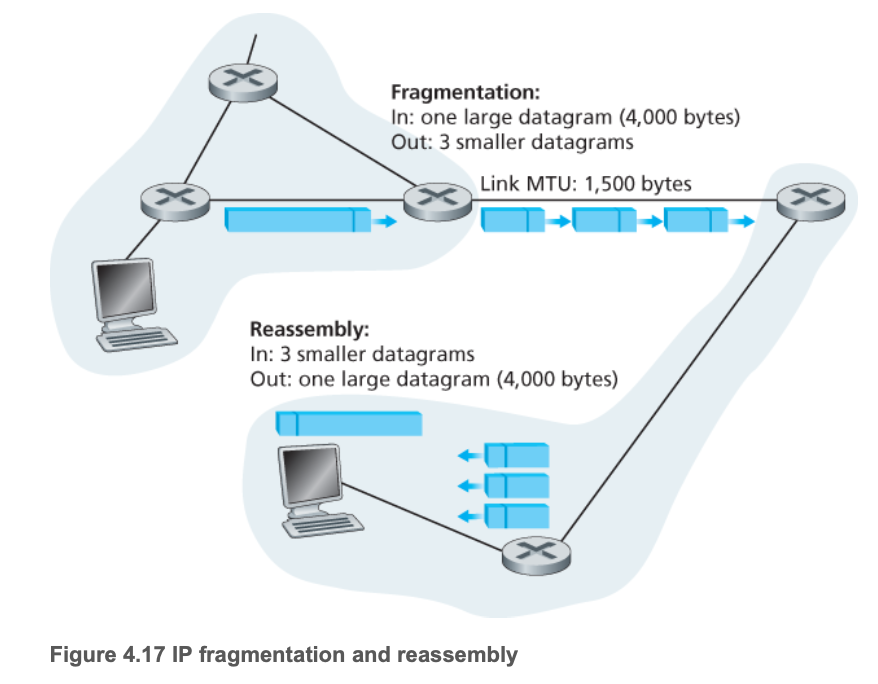 Fragmentation:
In: one large datagram (4,000 bytes)
Out: 3 smaller datagrams
Link MTU: 1,500 bytes
Reassembly:
In: 3 smaller datagrams
Out: one large datagram (4,000 bytes)
Figure 4.17 IP fragmentation and reassembly